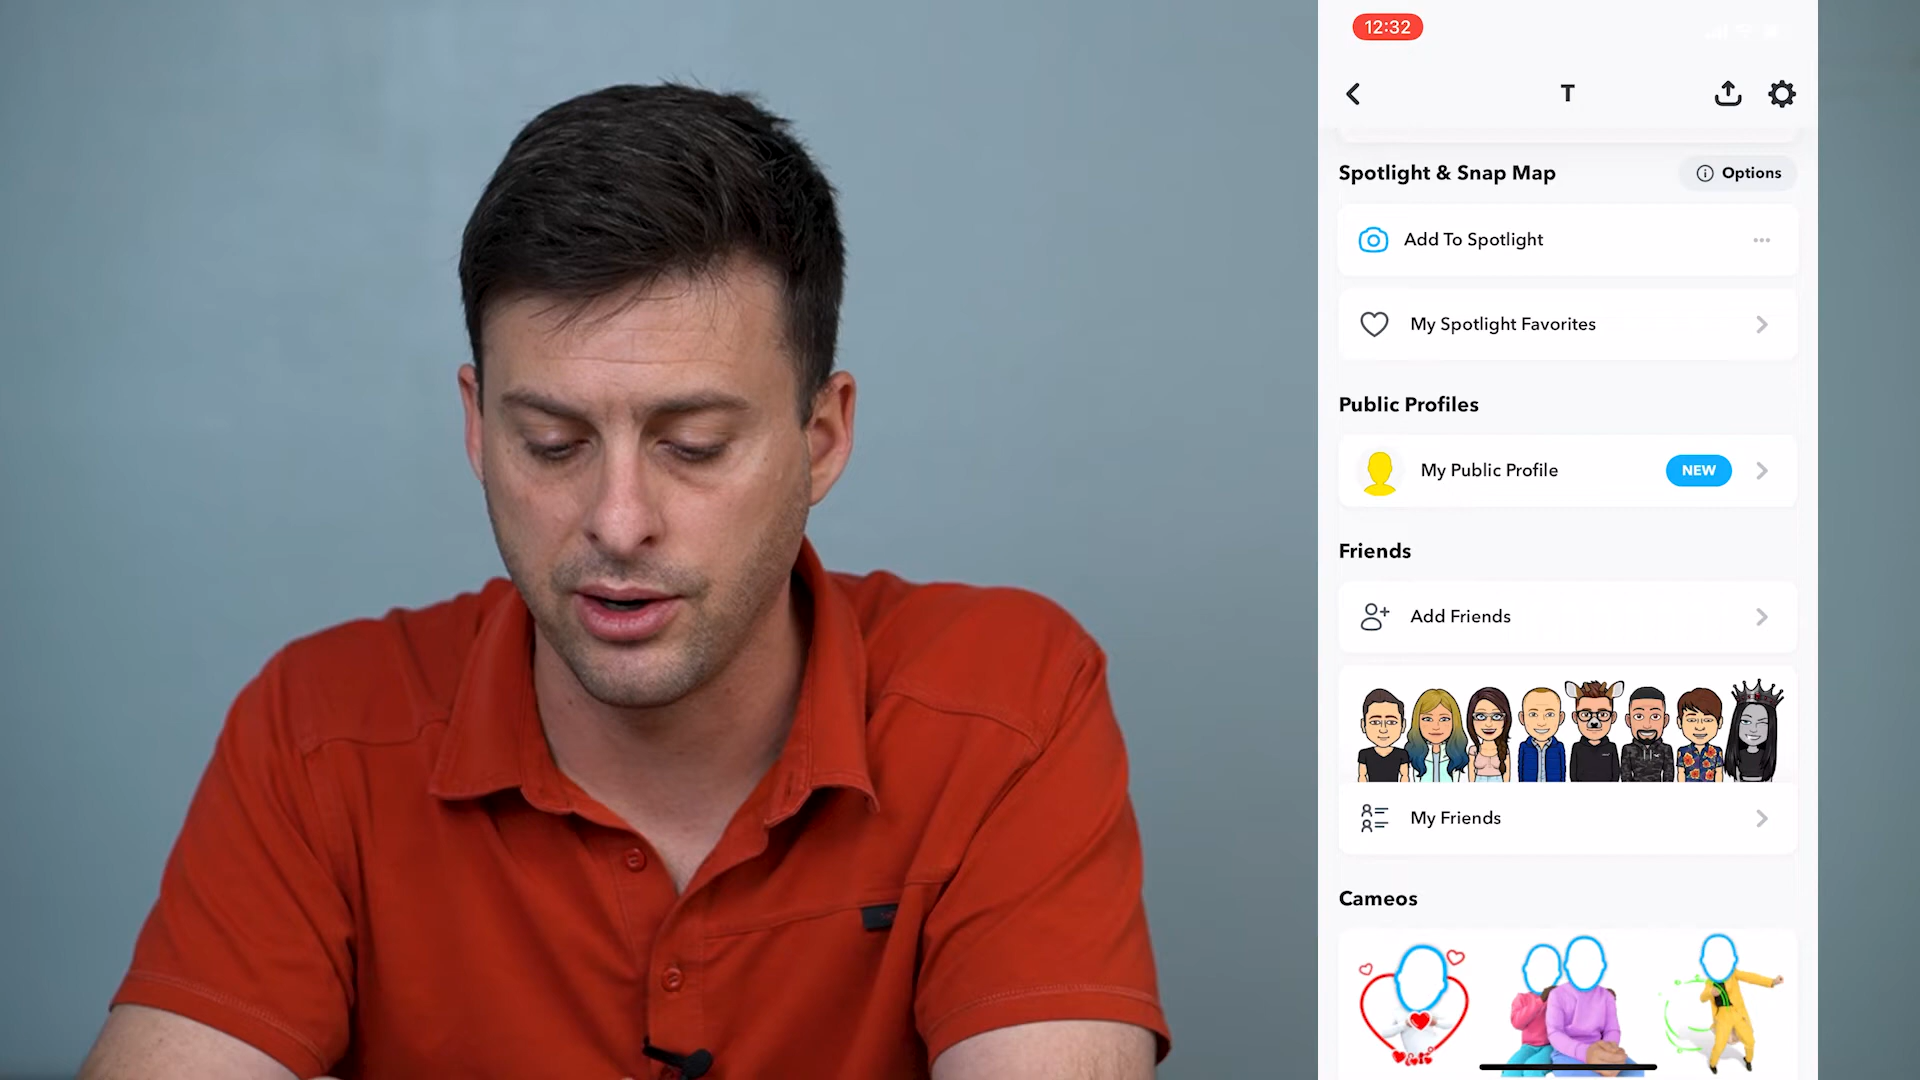 12:32
T
Spotlight & Snap Map
Options
Add To Spotlight
My Spotlight Favorites
Public Profiles
My Public Profile
NEW
Friends
Add Friends
My Friends
Cameos